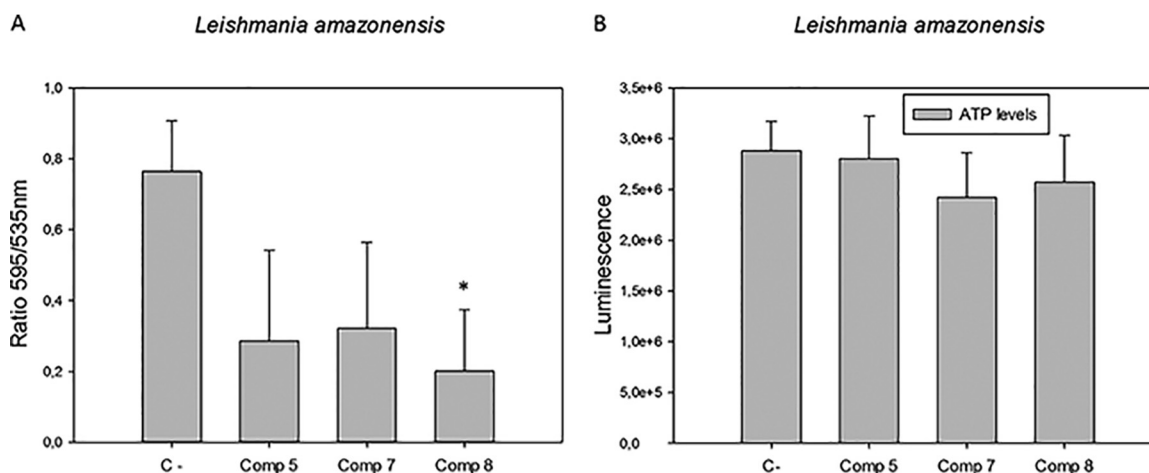 A
Leishmania amazonensis
Ratio 595/535nm
1,0
0,8
0,6
0,4
0,2
0,0
*
C -
Comp 5
Comp 7
Comp 8
B
Leishmania amazonensis
Luminescence
3,5e+6
3,0e+6
2,5e+6
2,0e+6
1,5e+6
1,0e+6
5,0e+5
0,0
ATP levels
C-
Comp 5
Comp 7
Comp 8